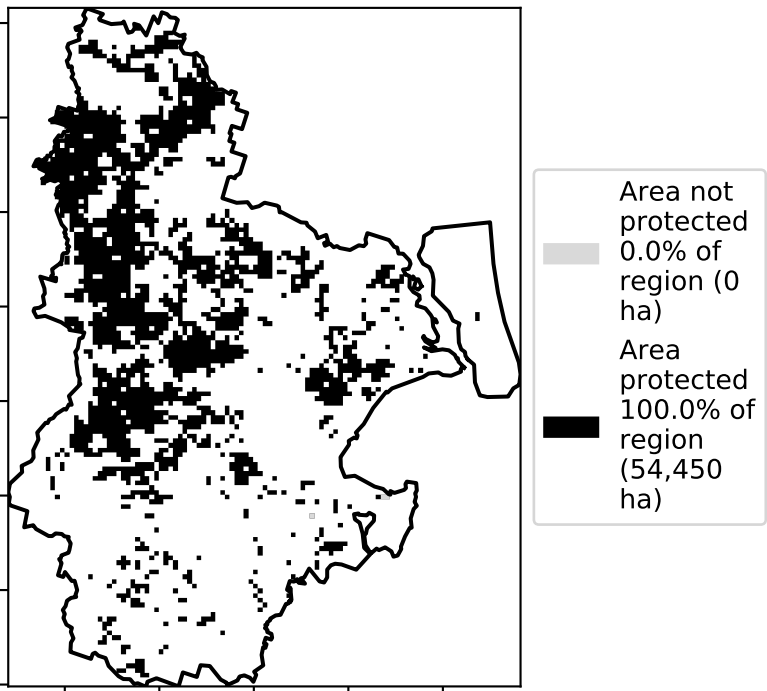 Area not
protected
0.0% of
region (0
ha)
Area
protected
100.0% of
region
(54,450
ha)